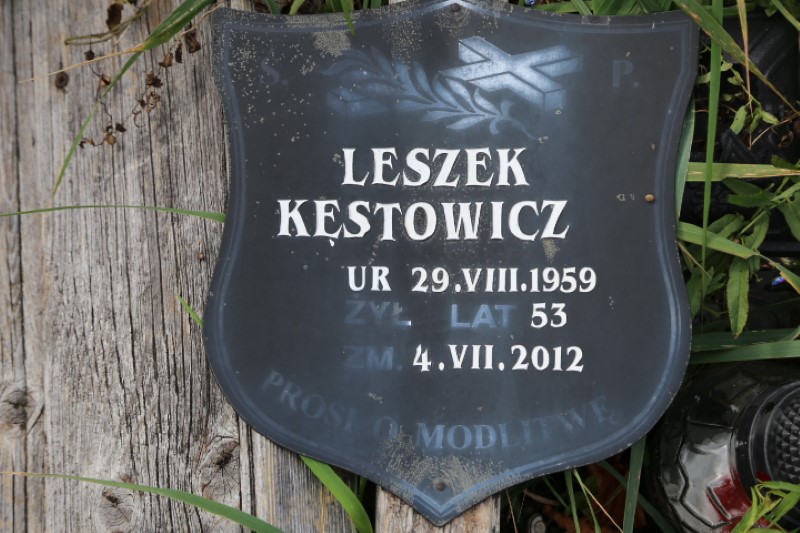 Ś. P.
LESZEK
KĘSTOWICZ
UR 29.VIII.1959
ŻYŁ LAT 53
ZM. 4.VII.2012
PROSI O MODLITWĘ